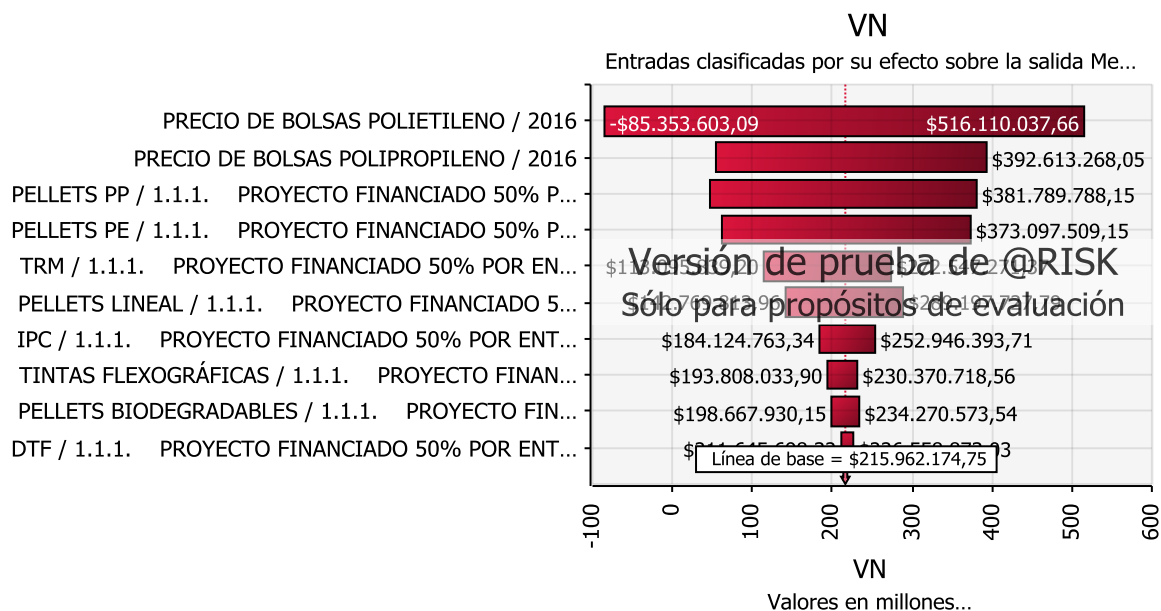 VN
Entradas clasificadas por su efecto sobre la salida Me…
PRECIO DE BOLSAS POLIETILENO / 2016
-$85.353.603,09
$516.110.037,66
PRECIO DE BOLSAS POLIPROPILENO / 2016
$392.613.268,05
PELLETS PP / 1.1.1. PROYECTO FINANCIADO 50% P…
$381.789.788,15
PELLETS PE / 1.1.1. PROYECTO FINANCIADO 50% P…
$373.097.509,15
TRM / 1.1.1. PROYECTO FINANCIADO 50% POR EN…
Versión de prueba de @RISK
PELLETS LINEAL / 1.1.1. PROYECTO FINANCIADO 5…
Sólo para propósitos de evaluación
IPC / 1.1.1. PROYECTO FINANCIADO 50% POR ENT…
$184.124.763,34
$252.946.393,71
TINTAS FLEXOGRÁFICAS / 1.1.1. PROYECTO FINAN…
$193.808.033,90
$230.370.718,56
PELLETS BIODEGRADABLES / 1.1.1. PROYECTO FIN…
$198.667.930,15
$234.270.573,54
DTF / 1.1.1. PROYECTO FINANCIADO 50% POR ENT…
Línea de base = $215.962.174,75
-100
0
100
200
300
400
500
600
VN
Valores en millones…